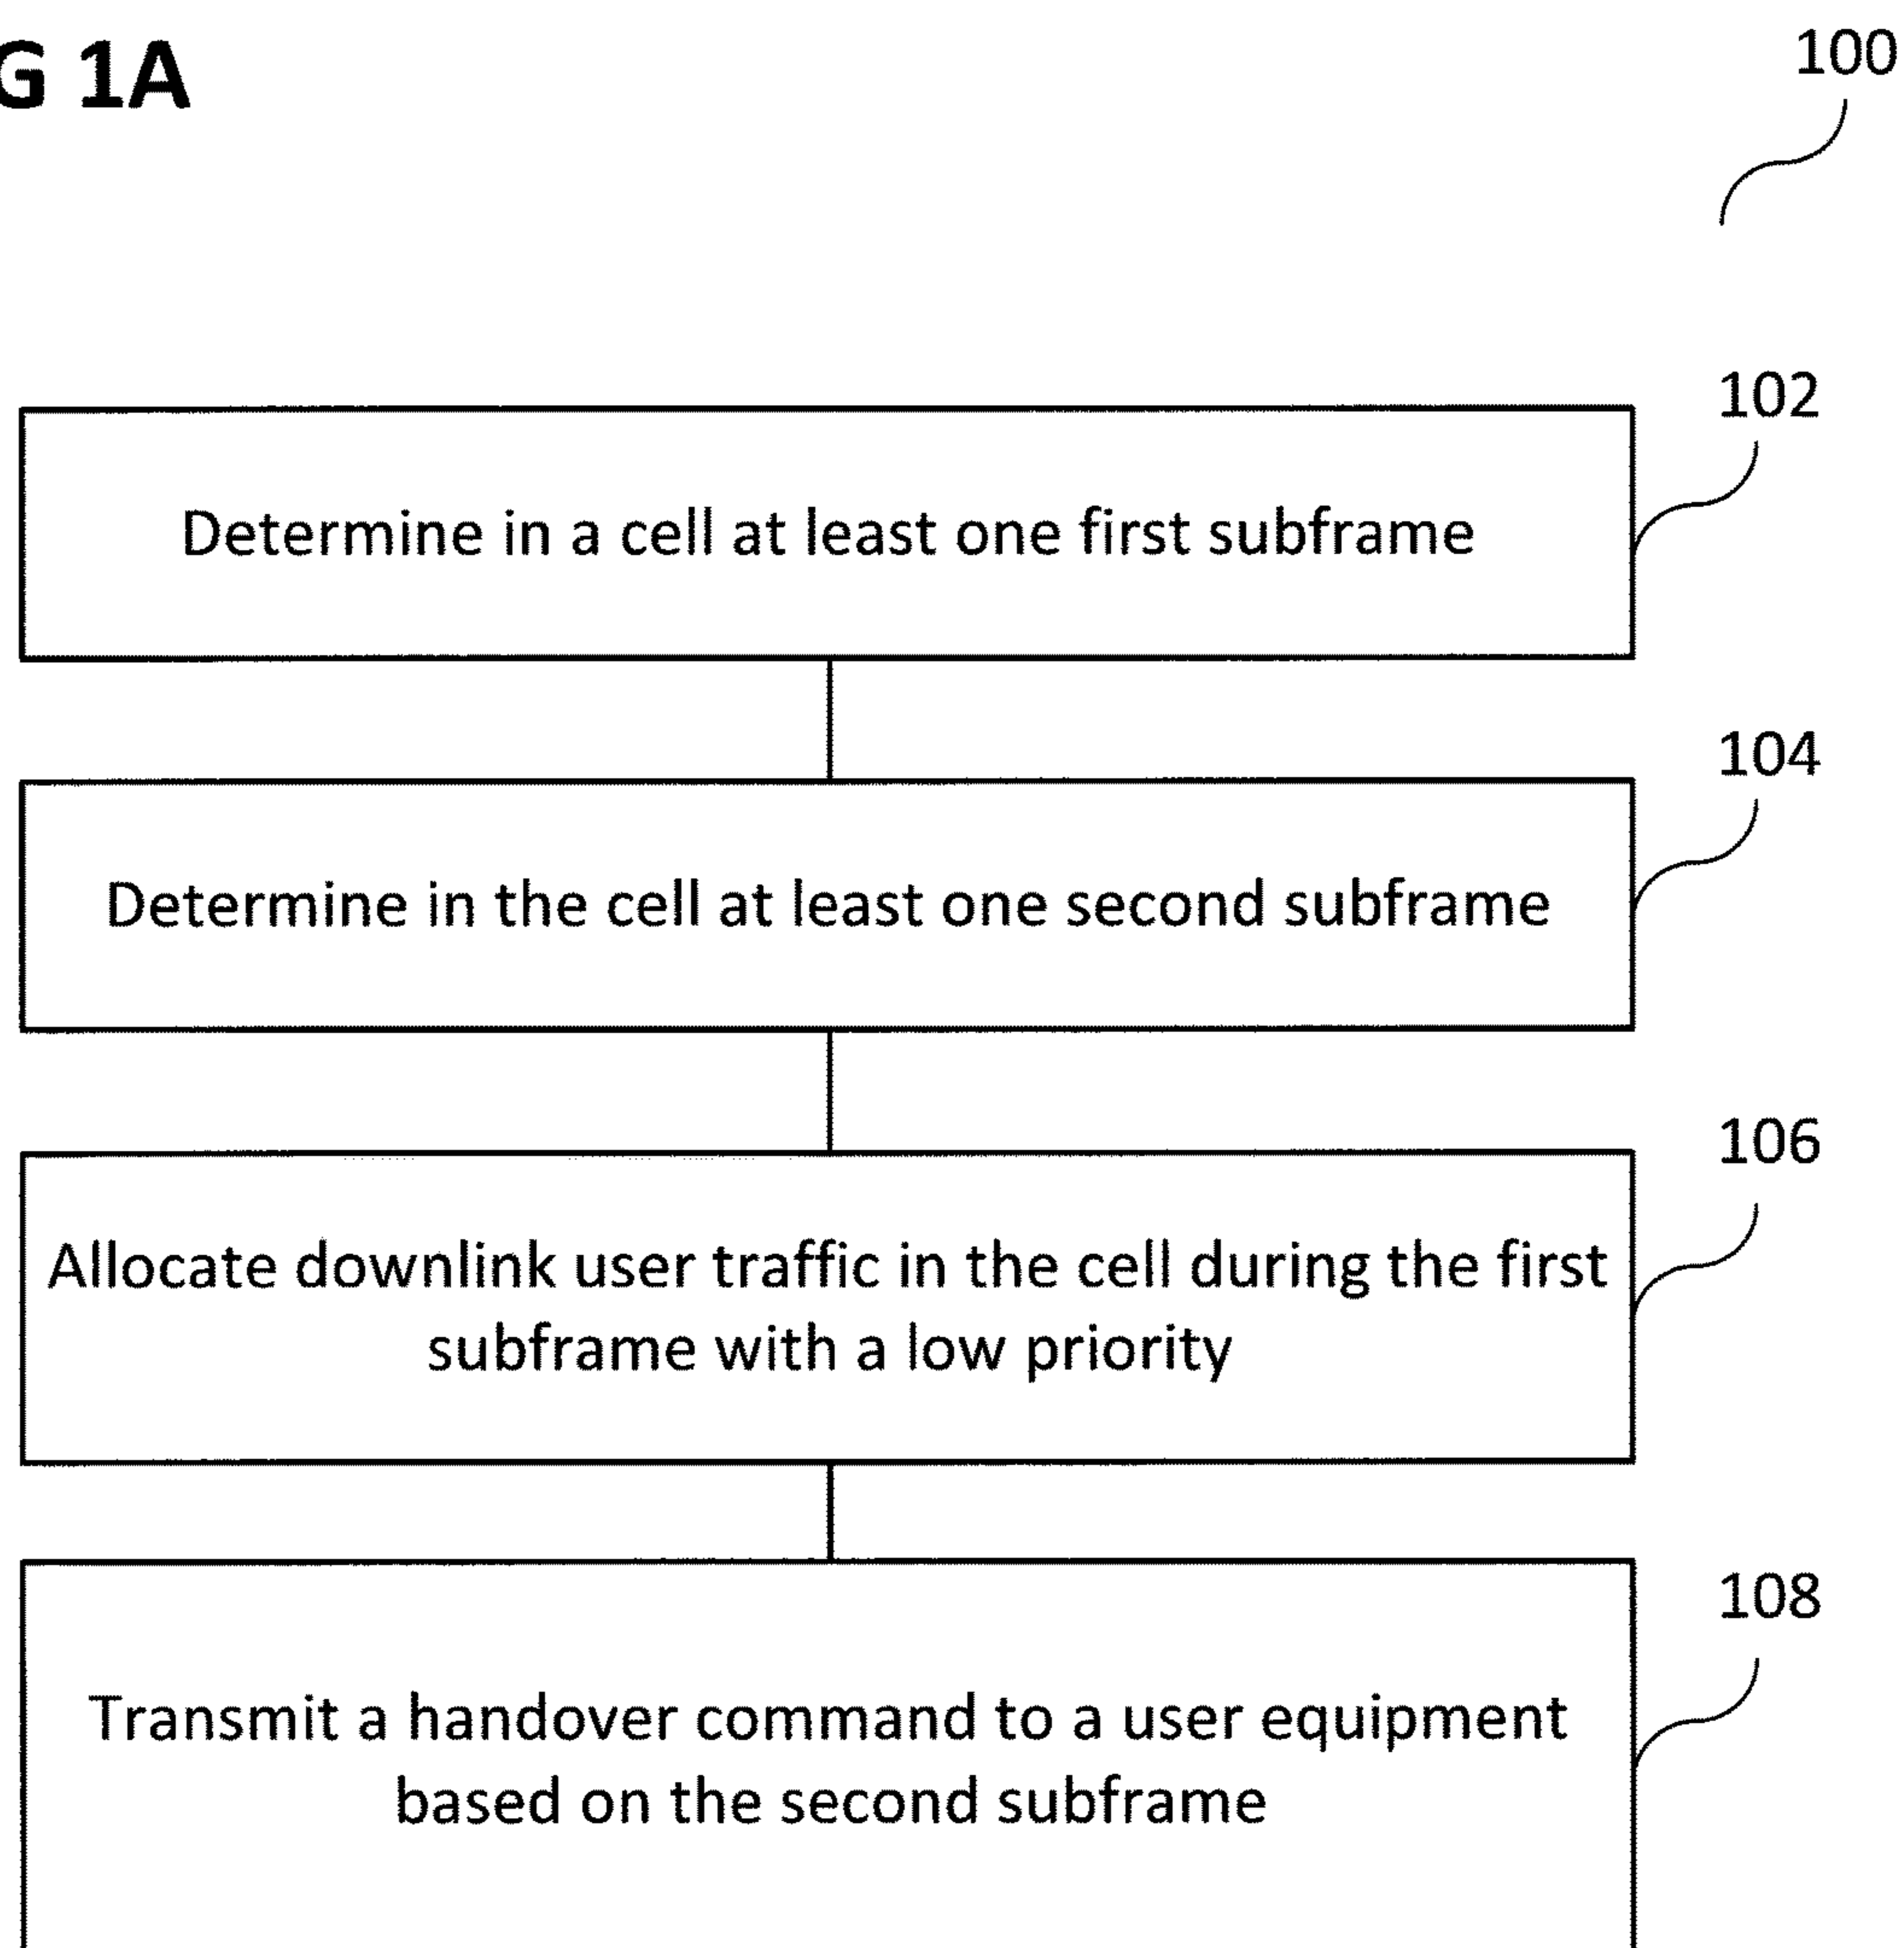 G 1A
100
102
Determine in a cell at least one first subframe
104
Determine in the cell at least one second subframe
106
Allocate downlink user traffic in the cell during the first
subframe with a low priority
108
Transmit a handover command to a user equipment
based on the second subframe